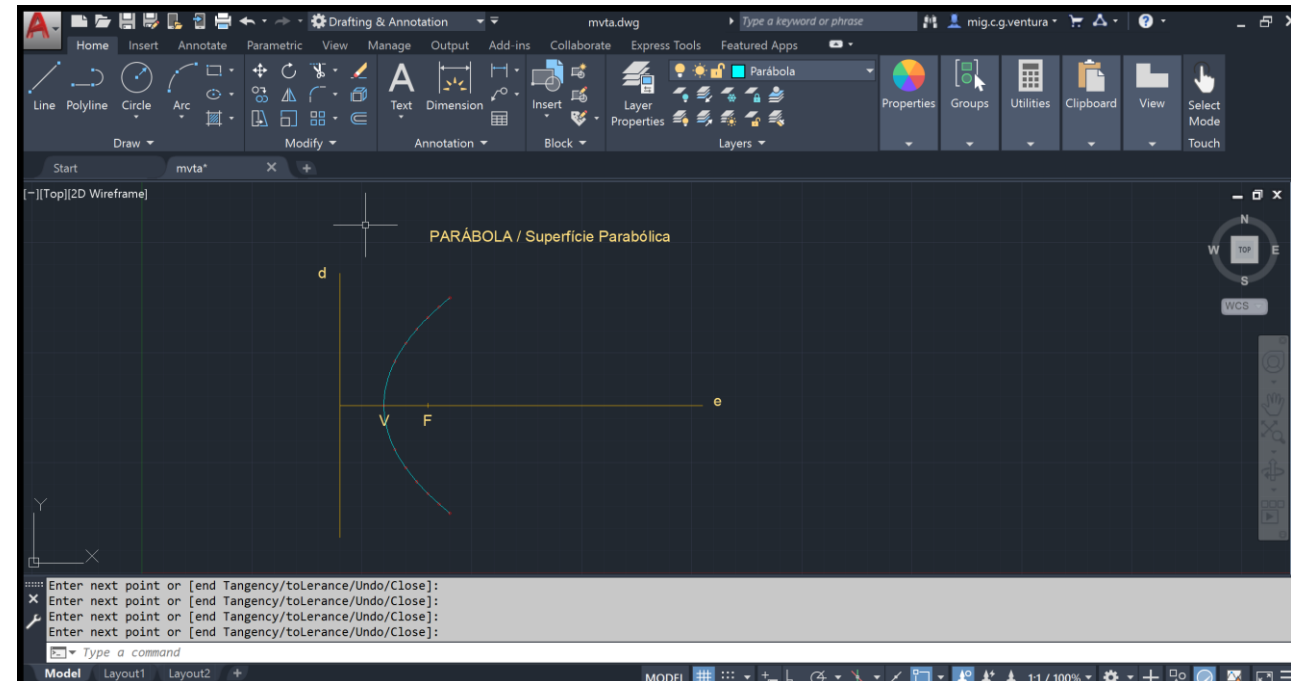 Drafting & Annotation
mvta.dwg
Type a keyword or phrase
mig.c.g.ventura
Home Insert Annotate Parametric View Manage Output Add-ins Collaborate Express Tools Featured Apps
Parábola
Line Polyline Circle Arc
Text Dimension
Insert
Layer Properties
Properties Groups Utilities Clipboard View Select Mode
Draw Modify Annotation Block Layers Touch
Start mvta* +
[−][Top][2D Wireframe]
N
W TOP E
S
WCS
PARÁBOLA / Superfície Parabólica
d
e
V F
Y
X
Enter next point or [end Tangency/toLerance/Undo/Close]:
Enter next point or [end Tangency/toLerance/Undo/Close]:
Enter next point or [end Tangency/toLerance/Undo/Close]:
Enter next point or [end Tangency/toLerance/Undo/Close]:
Type a command
Model Layout1 Layout2 +
MODEL 1:1 / 100%